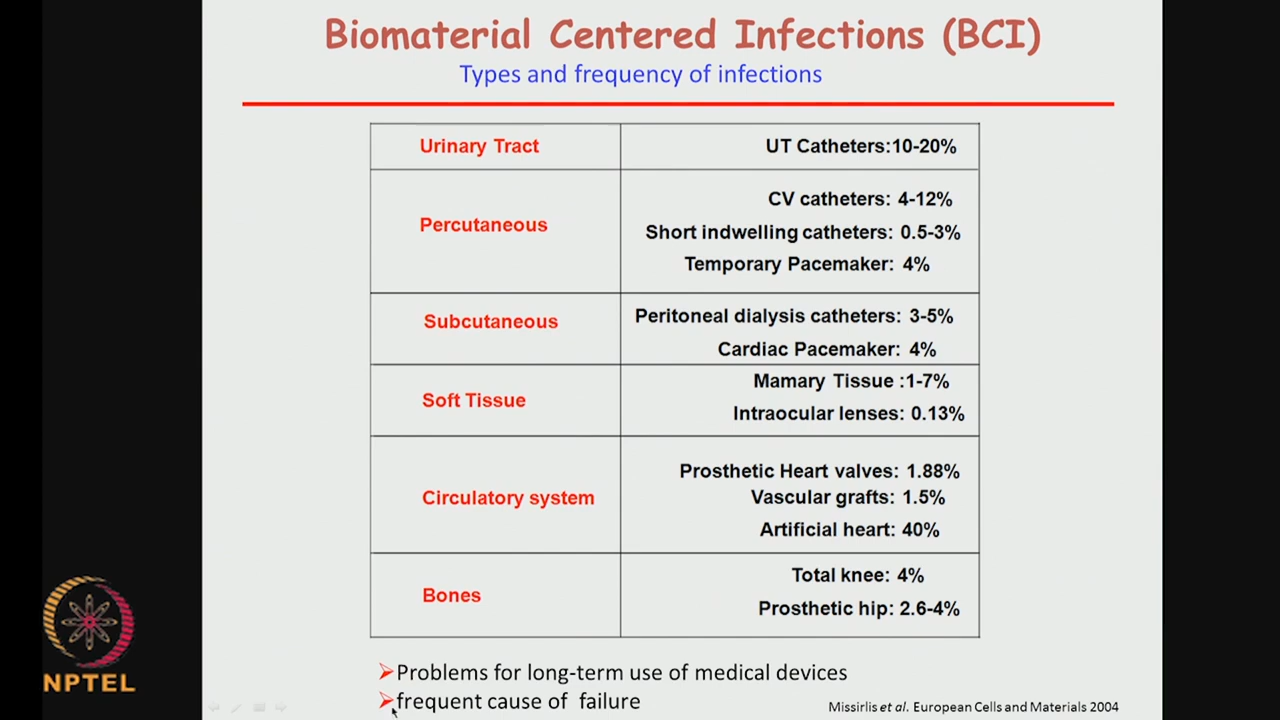 Biomaterial Centered Infections (BCI)
Types and frequency of infections
Urinary Tract
UT Catheters:10-20%
Percutaneous
CV catheters: 4-12%
Short indwelling catheters: 0.5-3%
Temporary Pacemaker: 4%
Subcutaneous
Peritoneal dialysis catheters: 3-5%
Cardiac Pacemaker: 4%
Soft Tissue
Mamary Tissue :1-7%
Intraocular lenses: 0.13%
Circulatory system
Prosthetic Heart valves: 1.88%
Vascular grafts: 1.5%
Artificial heart: 40%
Bones
Total knee: 4%
Prosthetic hip: 2.6-4%
Problems for long-term use of medical devices
frequent cause of failure
Missirlis et al. European Cells and Materials 2004
NPTEL